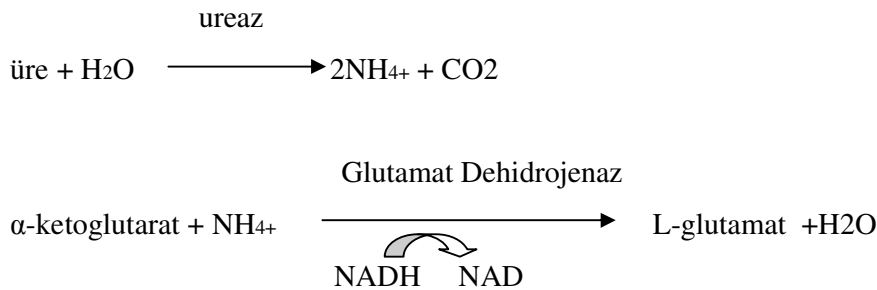 ureaz
üre + H2O 2NH4+ + CO2
Glutamat Dehidrojenaz
α-ketoglutarat + NH4+ L-glutamat +H2O
NADH NAD